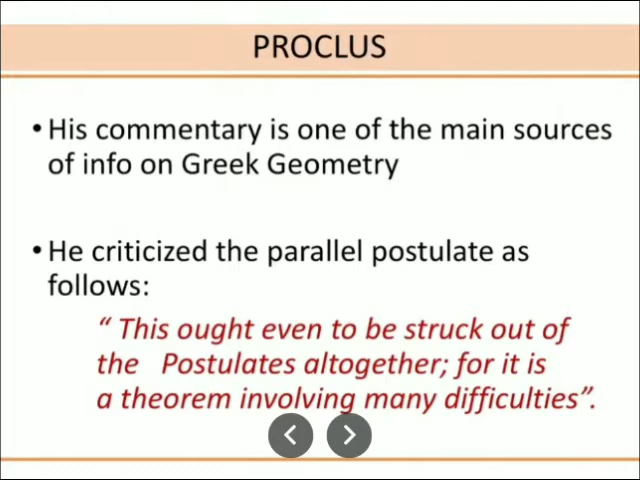 PROCLUS
• His commentary is one of the main sources
of info on Greek Geometry
• He criticized the parallel postulate as
follows:
“ This ought even to be struck out of
the Postulates altogether; for it is
a theorem involving many difficulties”.